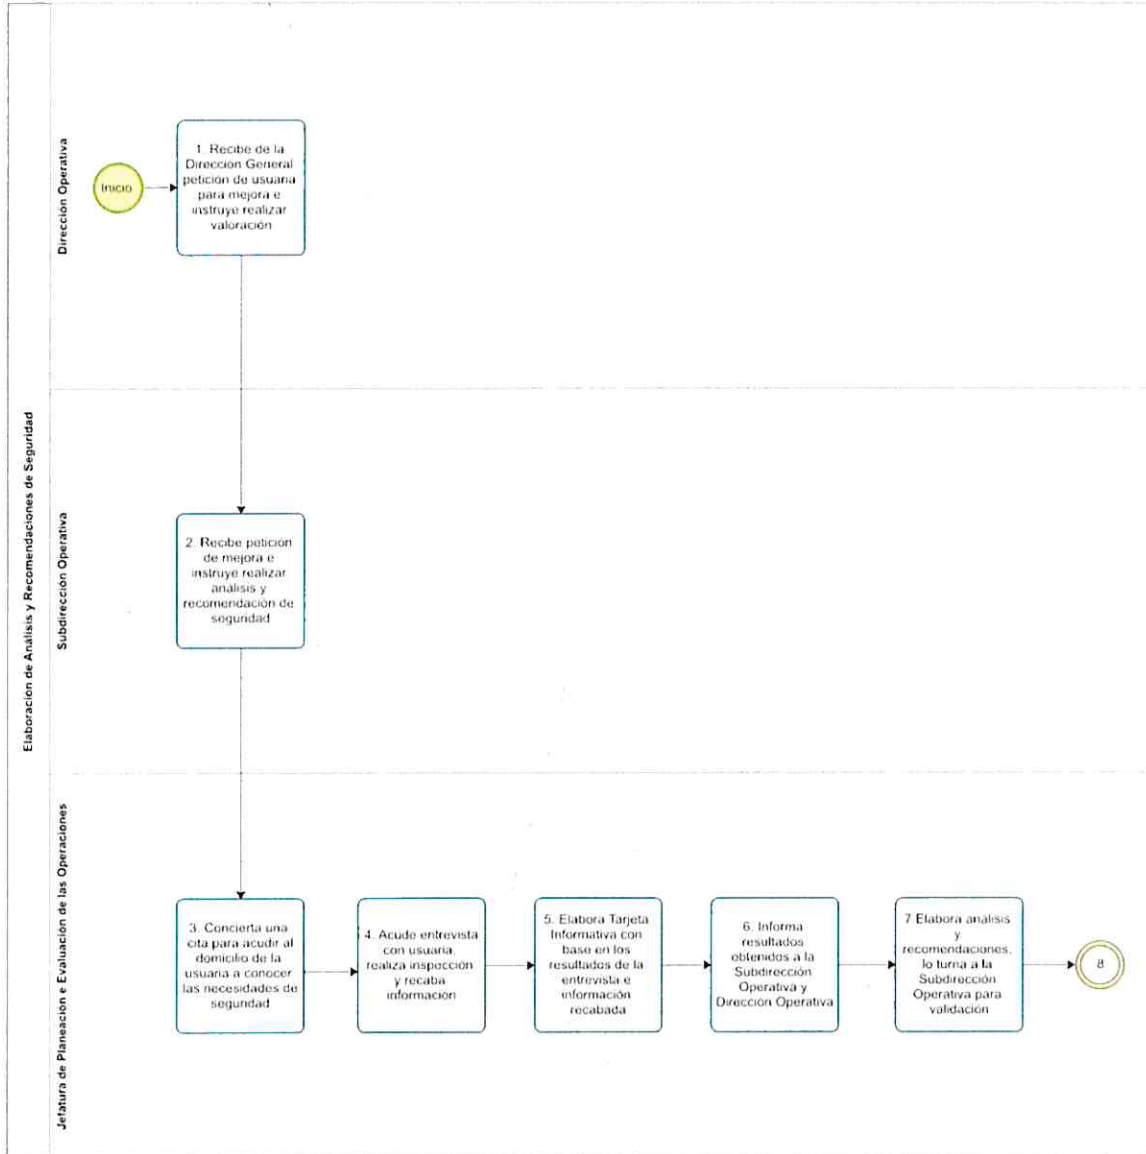 Elaboración de Análisis y Recomendaciones de Seguridad
Dirección Operativa
Inicio
1. Recibe de la
Dirección General
petición de usuaria
para mejora e
instruye realizar
valoración
Subdirección Operativa
2. Recibe petición
de mejora e
instruye realizar
análisis y
recomendación de
seguridad
Jefatura de Planeación e Evaluación de las Operaciones
3. Concierta una
cita para acudir al
domicilio de la
usuaria a conocer
las necesidades de
seguridad
4. Acude entrevista
con usuaria,
realiza inspección
y recaba
información
5. Elabora Tarjeta
Informativa con
base en los
resultados de la
entrevista e
información
recabada
6. Informa
resultados
obtenidos a la
Subdirección
Operativa y
Dirección Operativa
7 Elabora análisis
y
recomendaciones,
lo turna a la
Subdirección
Operativa para
validación